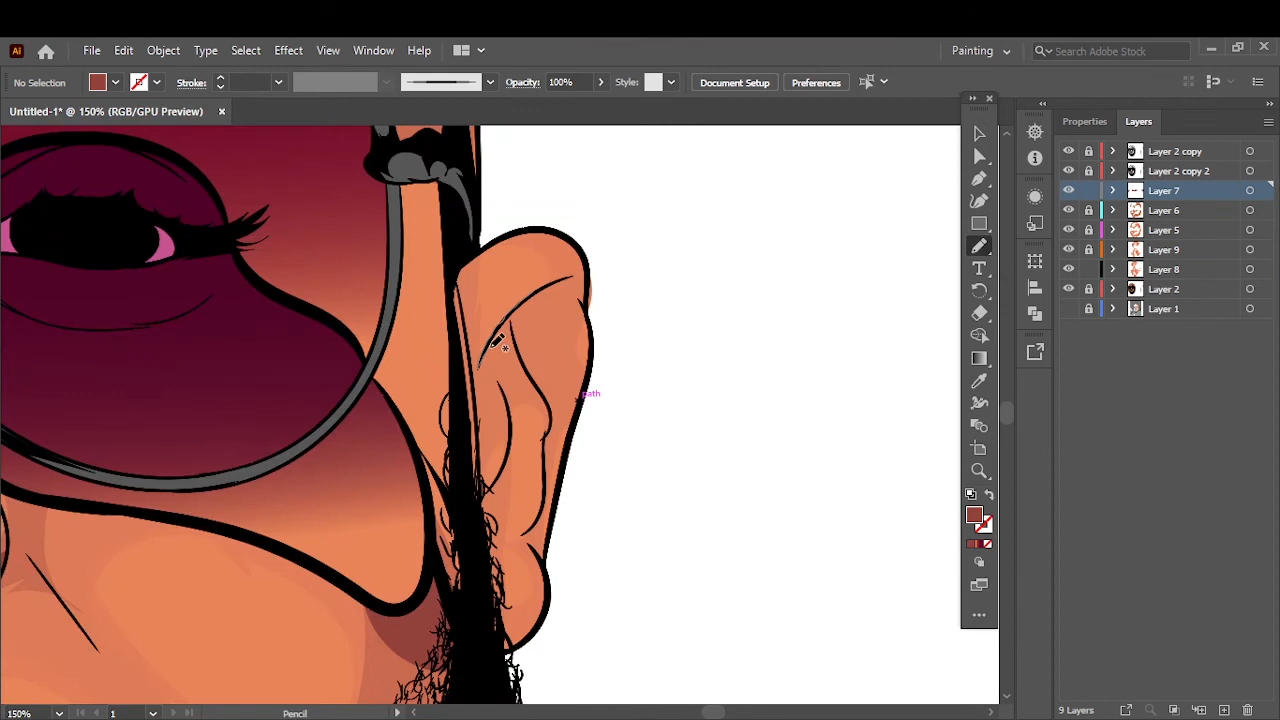 Ai File Edit Object Type Select Effect View Window Help Painting Search Adobe Stock
No Selection Stroke: Opacity: 100% Style: Document Setup Preferences
Untitled-1* @ 150% (RGB/GPU Preview)
Properties Layers
Layer 2 copy
Layer 2 copy 2
Layer 7
Layer 6
Layer 5
Layer 9
Layer 8
Layer 2
Layer 1
path
150% 1 Pencil 9 Layers